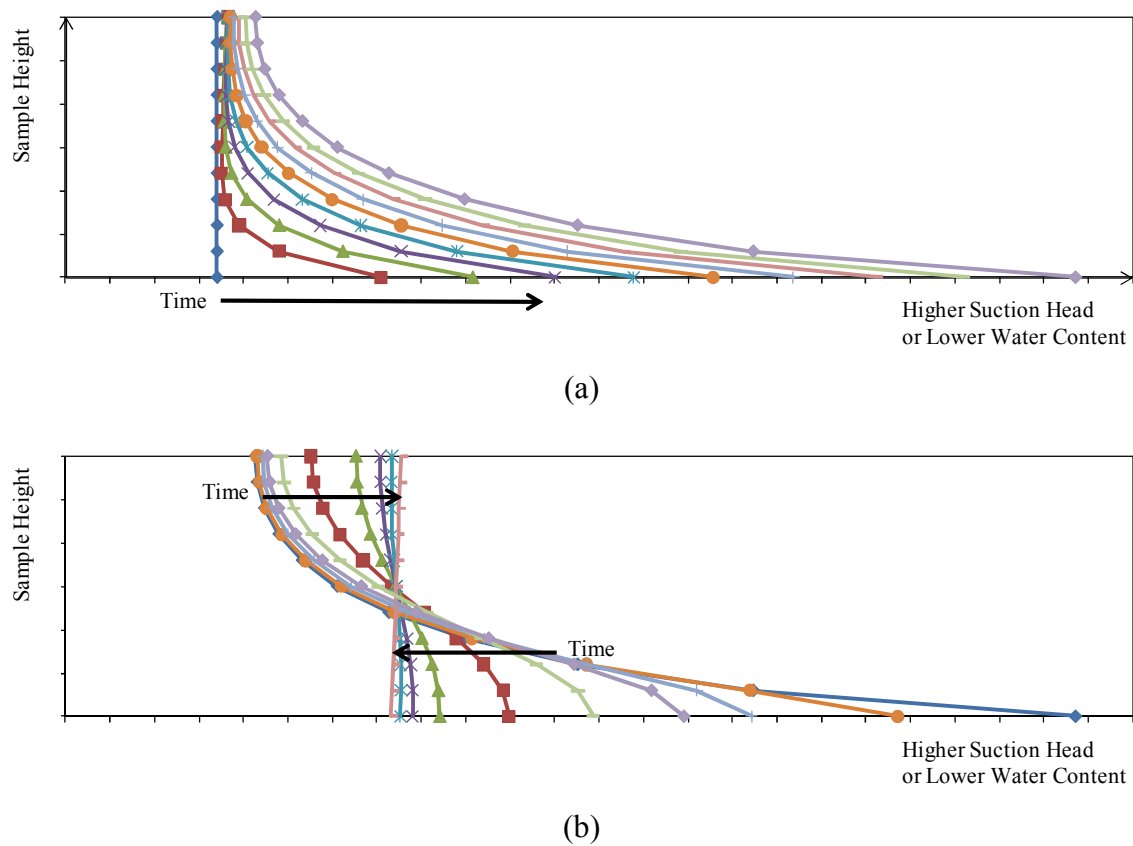 Sample Height
Time
Higher Suction Head
or Lower Water Content
(a)
Sample Height
Time
Time
Higher Suction Head
or Lower Water Content
(b)